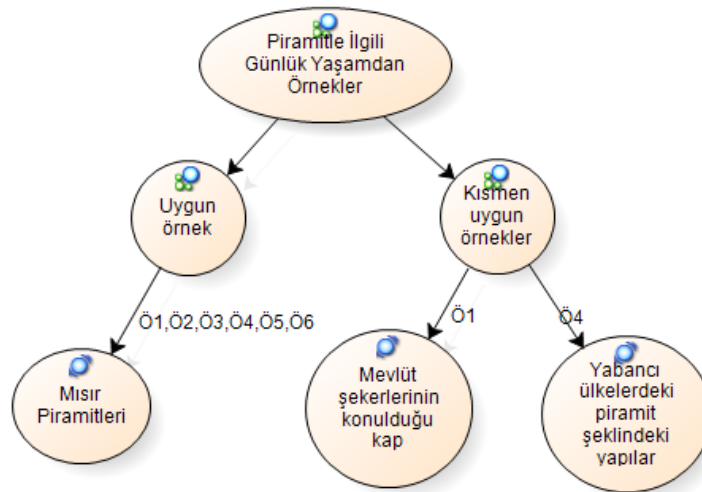 Piramitle İlgili
Günlük Yaşamdan
Örnekler
Uygun
örnek
Kısmen
uygun
örnekler
Ö1,Ö2,Ö3,Ö4,Ö5,Ö6
Ö1
Ö4
Mısır
Piramitleri
Mevlüt
şekerlerinin
konulduğu
kap
Yabancı
ülkelerdeki
piramit
şeklindeki
yapılar